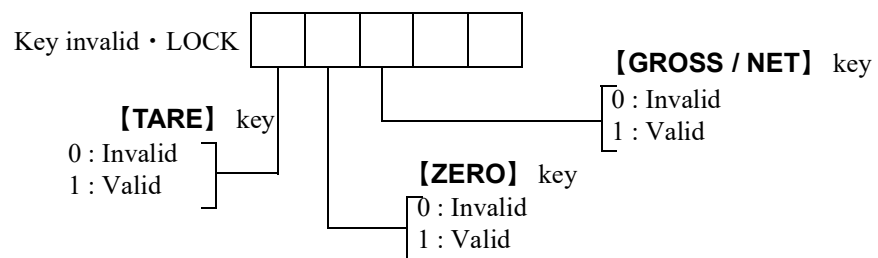 Key invalid・LOCK
【TARE】 key
0 : Invalid
1 : Valid
【ZERO】 key
0 : Invalid
1 : Valid
【GROSS / NET】 key
0 : Invalid
1 : Valid